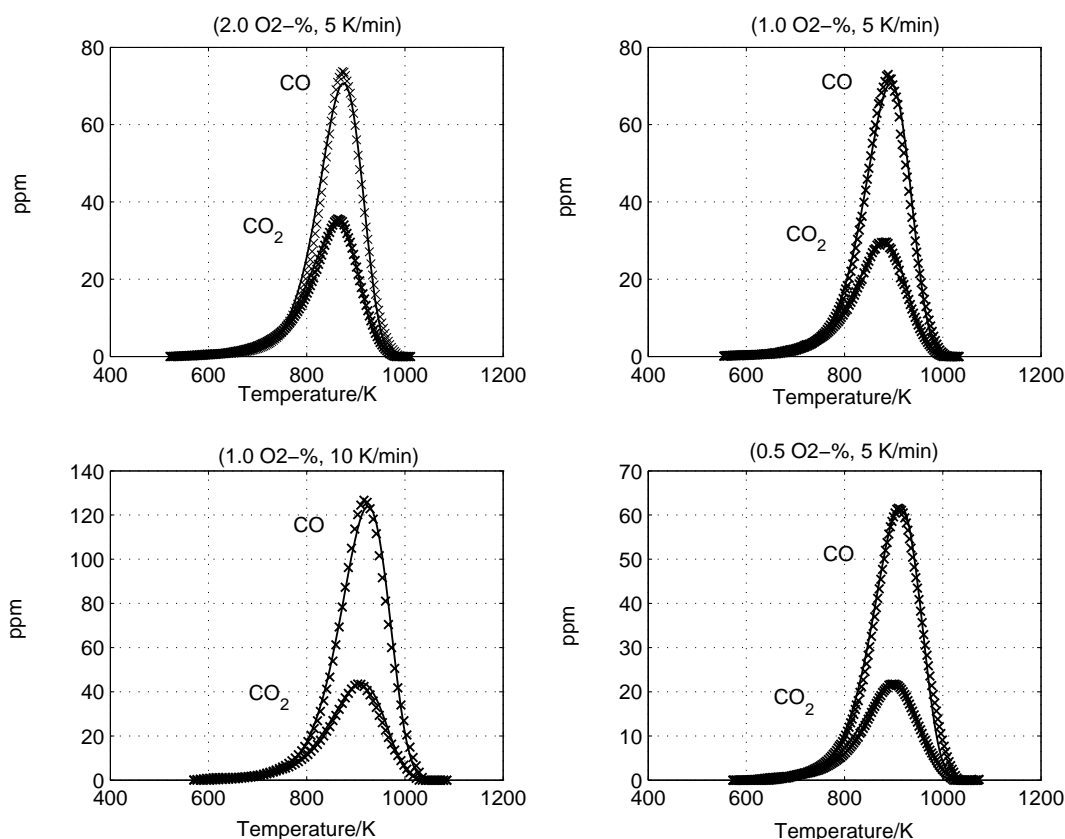 (2.0 O2−%, 5 K/min)
80
60
40
20
0
ppm
CO
CO2
400 600 800 1000 1200
Temperature/K
(1.0 O2−%, 5 K/min)
80
60
40
20
0
ppm
CO
CO2
400 600 800 1000 1200
Temperature/K
(1.0 O2−%, 10 K/min)
140
120
100
80
60
40
20
0
ppm
CO
CO2
400 600 800 1000 1200
Temperature/K
(0.5 O2−%, 5 K/min)
70
60
50
40
30
20
10
0
ppm
CO
CO2
400 600 800 1000 1200
Temperature/K